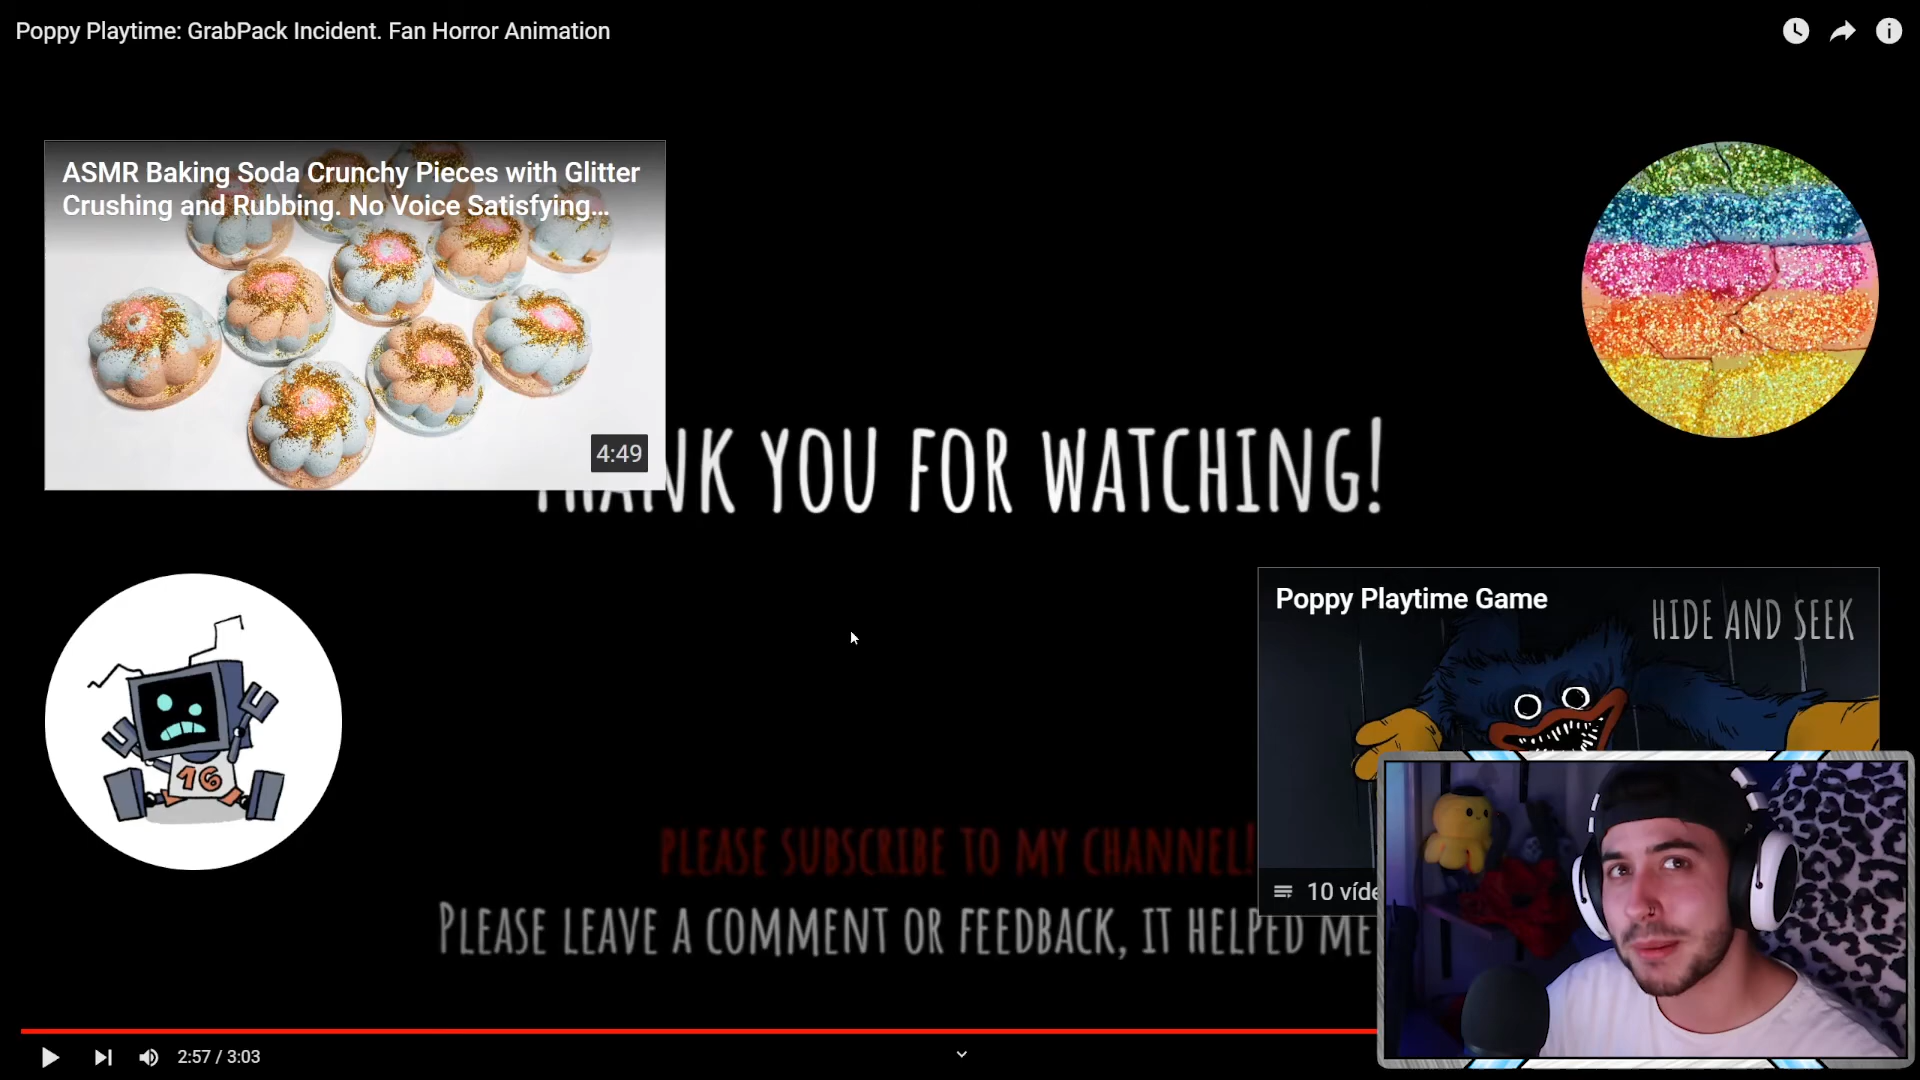 Poppy Playtime: GrabPack Incident. Fan Horror Animation
ASMR Baking Soda Crunchy Pieces with Glitter
Crushing and Rubbing. No Voice Satisfying...
4:49
THANK YOU FOR WATCHING!
Poppy Playtime Game
HIDE AND SEEK
16
PLEASE SUBSCRIBE TO MY CHANNEL!
10 víde
PLEASE LEAVE A COMMENT OR FEEDBACK, IT HELPED ME
2:57 / 3:03